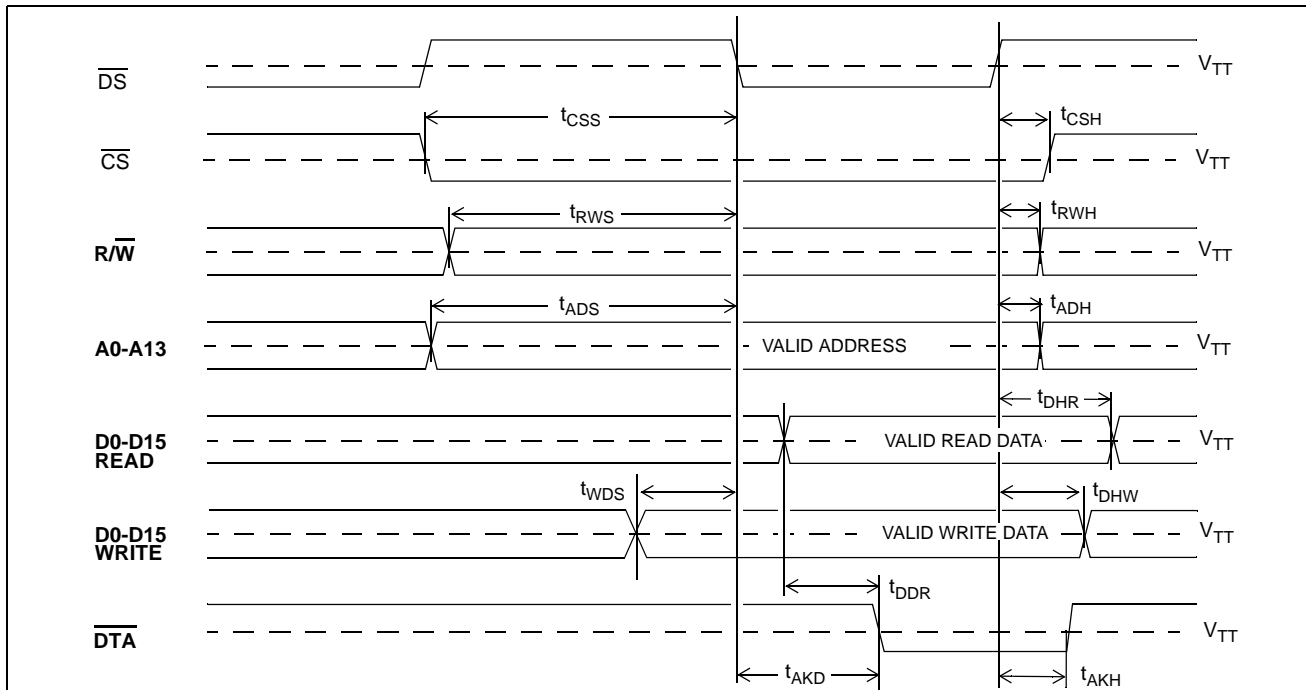 DS VTT
tCSS tCSH
CS VTT
tRWS tRWH
R/W VTT
tADS tADH
A0-A13 VALID ADDRESS VTT
tDHR
D0-D15
READ VALID READ DATA VTT
tWDS tDHW
D0-D15
WRITE VALID WRITE DATA VTT
tDDR
DTA VTT
tAKD tAKH